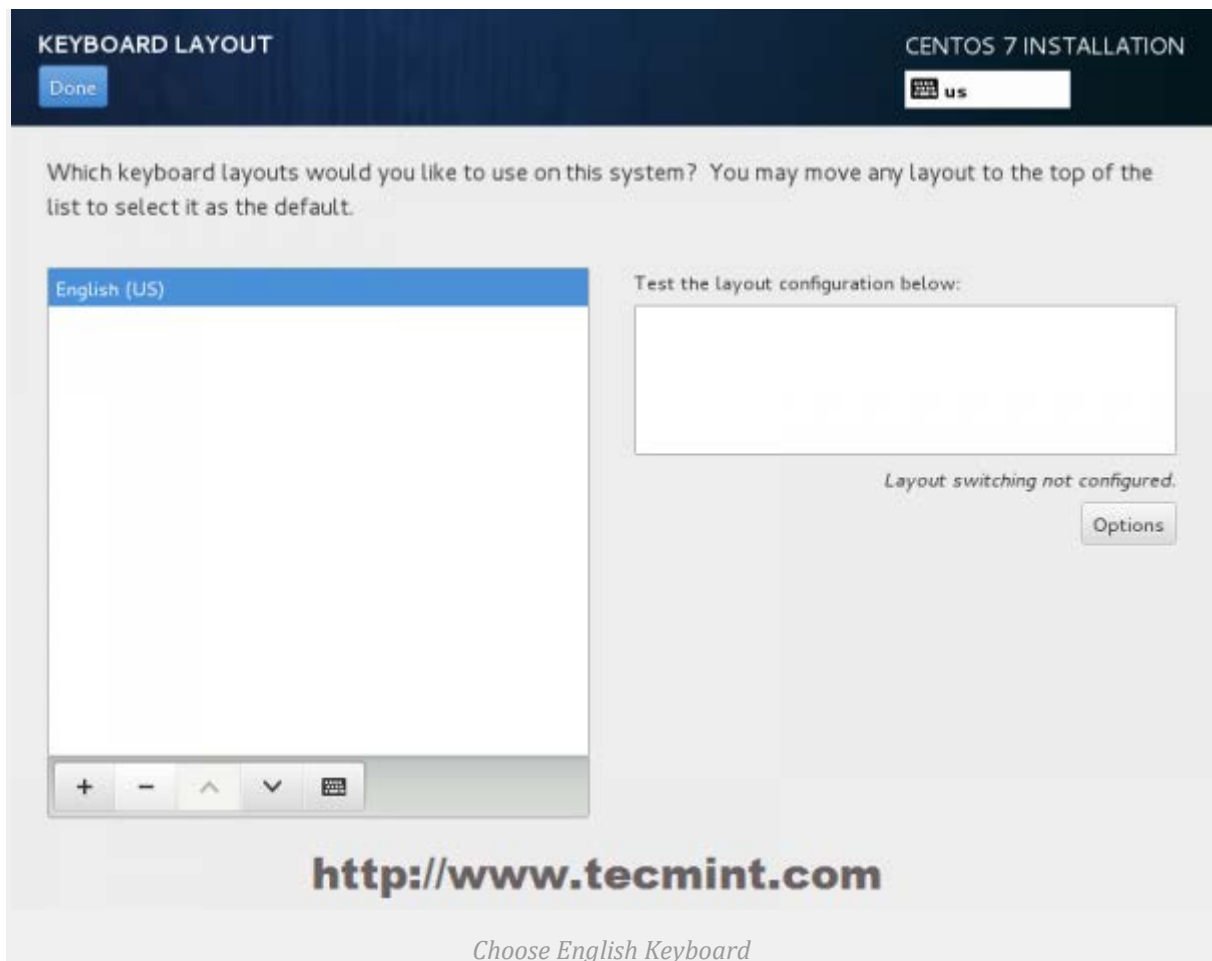 KEYBOARD LAYOUT
CENTOS 7 INSTALLATION
Done
us
Which keyboard layouts would you like to use on this system? You may move any layout to the top of the
list to select it as the default.
English (US)
Test the layout configuration below:
Layout switching not configured.
Options
http://www.tecmint.com
Choose English Keyboard